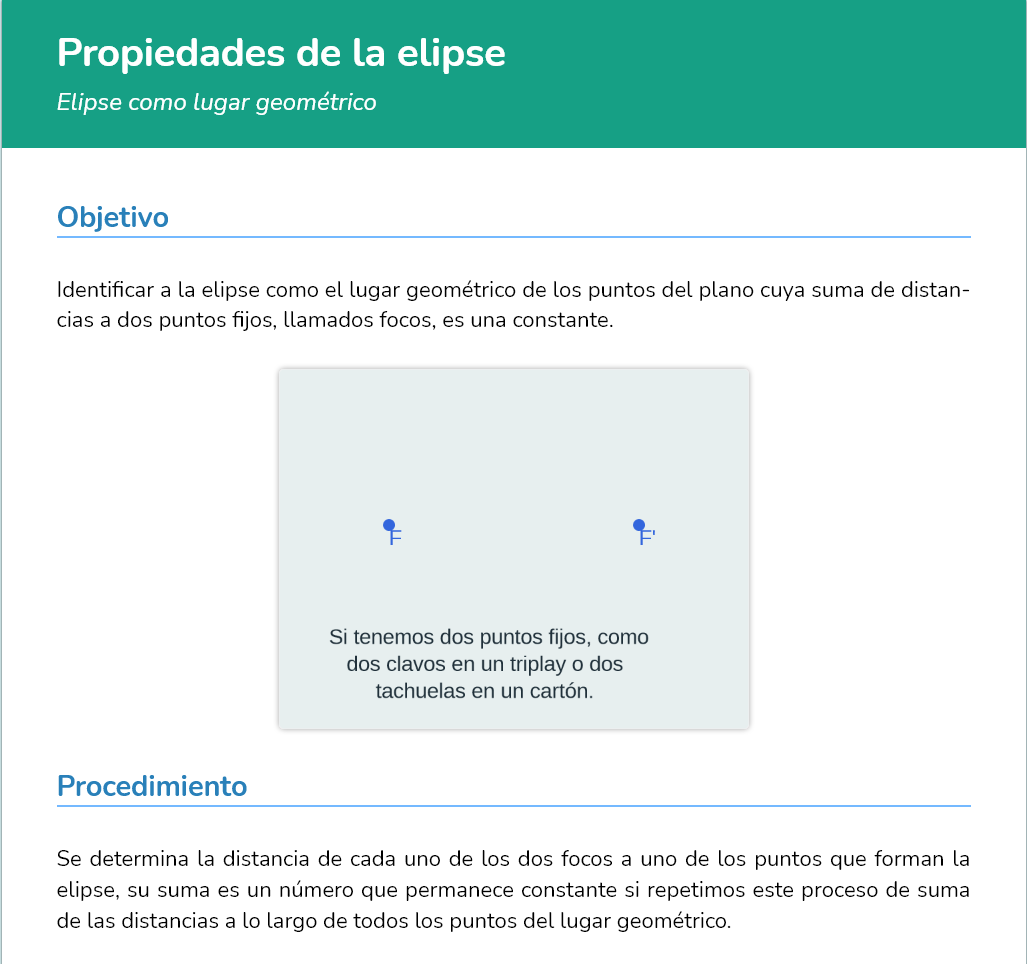 Propiedades de la elipse
Elipse como lugar geométrico
Objetivo
Identificar a la elipse como el lugar geométrico de los puntos del plano cuya suma de distan-
cias a dos puntos fijos, llamados focos, es una constante.
F
F'
Si tenemos dos puntos fijos, como
dos clavos en un triplay o dos
tachuelas en un cartón.
Procedimiento
Se determina la distancia de cada uno de los dos focos a uno de los puntos que forman la
elipse, su suma es un número que permanece constante si repetimos este proceso de suma
de las distancias a lo largo de todos los puntos del lugar geométrico.